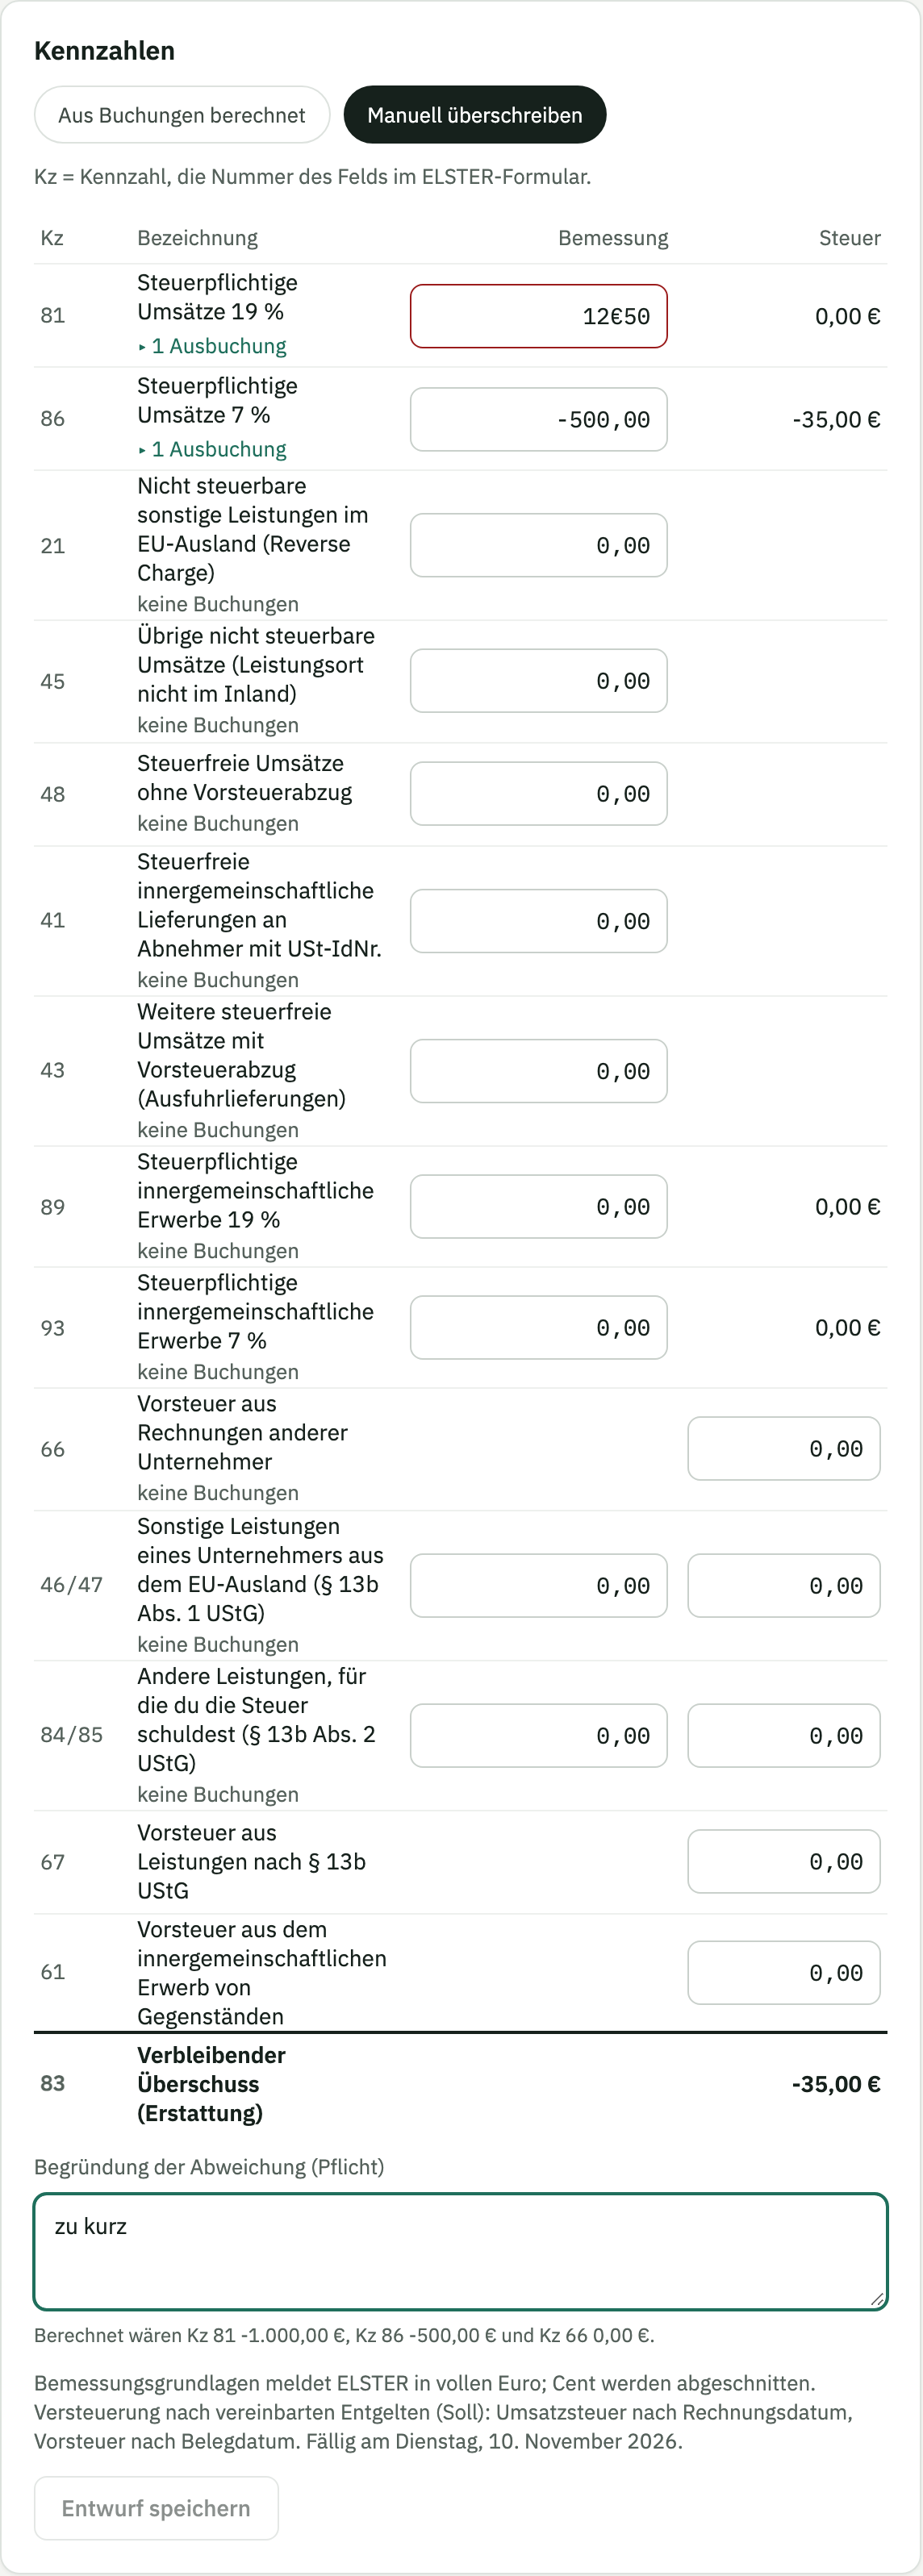 Kennzahlen
Aus Buchungen berechnet Manuell überschreiben
Kz = Kennzahl, die Nummer des Felds im ELSTER-Formular.
Kz Bezeichnung Bemessung Steuer
81 Steuerpflichtige Umsätze 19 % 12€50 0,00 €
▸ 1 Ausbuchung
86 Steuerpflichtige Umsätze 7 % -500,00 -35,00 €
▸ 1 Ausbuchung
21 Nicht steuerbare sonstige Leistungen im EU-Ausland (Reverse Charge) 0,00
keine Buchungen
45 Übrige nicht steuerbare Umsätze (Leistungsort nicht im Inland) 0,00
keine Buchungen
48 Steuerfreie Umsätze ohne Vorsteuerabzug 0,00
keine Buchungen
41 Steuerfreie innergemeinschaftliche Lieferungen an Abnehmer mit USt-IdNr. 0,00
keine Buchungen
43 Weitere steuerfreie Umsätze mit Vorsteuerabzug (Ausfuhrlieferungen) 0,00
keine Buchungen
89 Steuerpflichtige innergemeinschaftliche Erwerbe 19 % 0,00 0,00 €
keine Buchungen
93 Steuerpflichtige innergemeinschaftliche Erwerbe 7 % 0,00 0,00 €
keine Buchungen
66 Vorsteuer aus Rechnungen anderer Unternehmer 0,00
keine Buchungen
46/47 Sonstige Leistungen eines Unternehmers aus dem EU-Ausland (§ 13b Abs. 1 UStG) 0,00 0,00
keine Buchungen
84/85 Andere Leistungen, für die du die Steuer schuldest (§ 13b Abs. 2 UStG) 0,00 0,00
keine Buchungen
67 Vorsteuer aus Leistungen nach § 13b UStG 0,00
61 Vorsteuer aus dem innergemeinschaftlichen Erwerb von Gegenständen 0,00
83 Verbleibender Überschuss (Erstattung) -35,00 €
Begründung der Abweichung (Pflicht)
zu kurz
Berechnet wären Kz 81 -1.000,00 €, Kz 86 -500,00 € und Kz 66 0,00 €.
Bemessungsgrundlagen meldet ELSTER in vollen Euro; Cent werden abgeschnitten.
Versteuerung nach vereinbarten Entgelten (Soll): Umsatzsteuer nach Rechnungsdatum,
Vorsteuer nach Belegdatum. Fällig am Dienstag, 10. November 2026.
Entwurf speichern